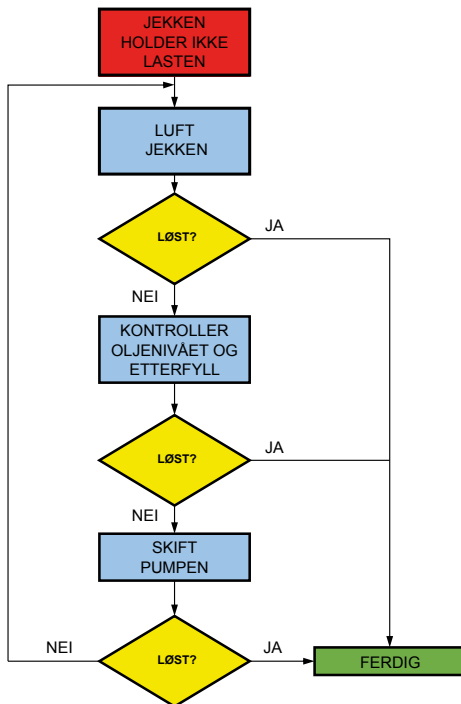 JEKKEN
HOLDER IKKE
LASTEN
LUFT
JEKKEN
LØST?
JA
NEI
KONTROLLER
OLJENIVÅET OG
ETTERFYLL
LØST?
JA
NEI
SKIFT
PUMPEN
NEI
LØST?
JA
FERDIG